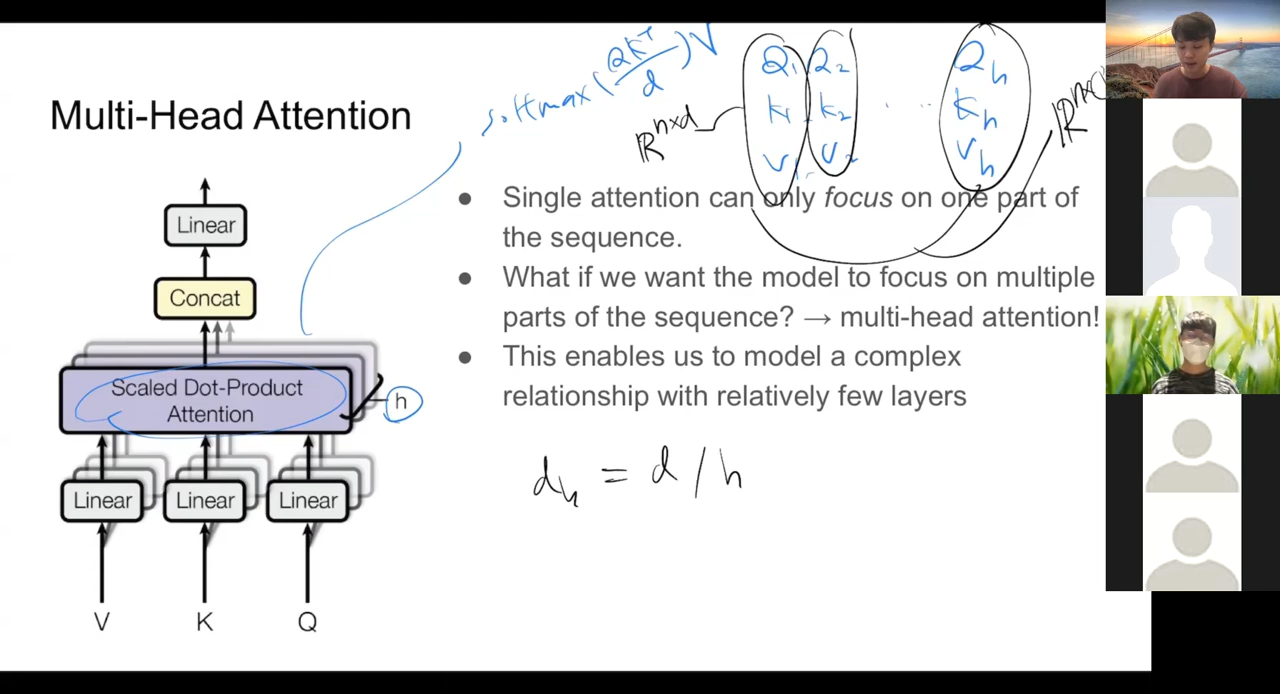 softmax(QKᵀ/d)V
Q₁ Q₂ Qₕ
K₁ K₂ . . . . Kₕ
V₁ V₂ Vₕ
ℝⁿˣᵈ
Multi-Head Attention
● Single attention can only focus on one part of
the sequence.
● What if we want the model to focus on multiple
parts of the sequence? → multi-head attention!
● This enables us to model a complex
relationship with relatively few layers
dₕ = d/h
Linear
Concat
Scaled Dot-Product
Attention
h
Linear Linear Linear
V K Q